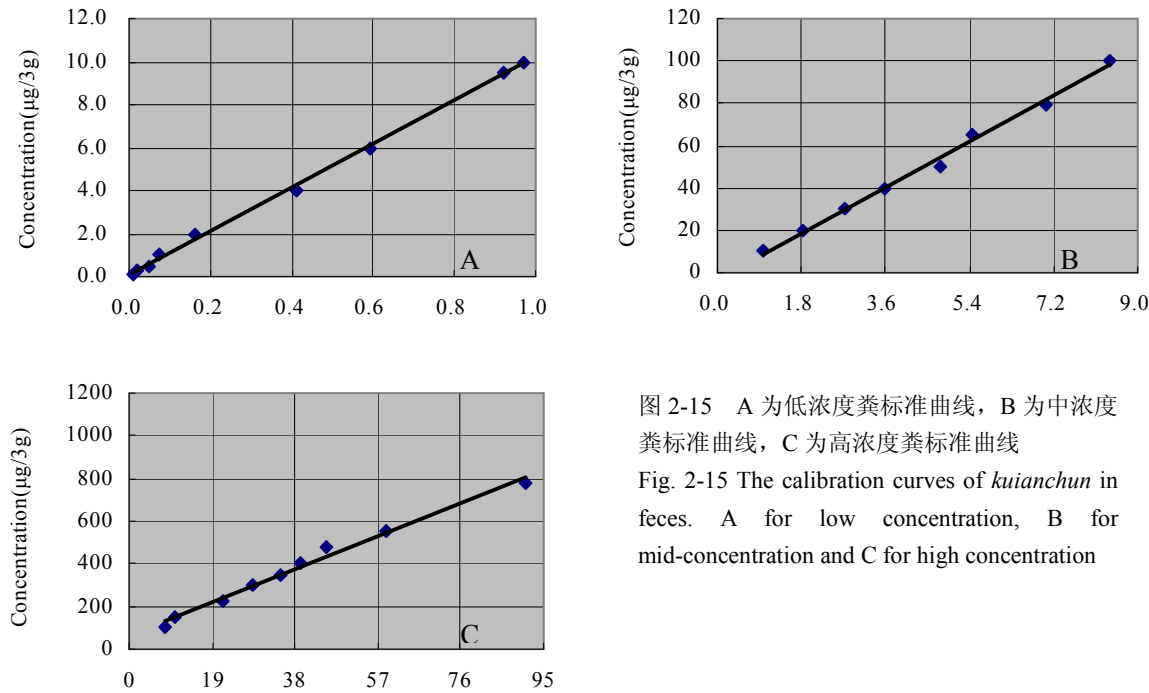 12.0
10.0
8.0
6.0
4.0
2.0
0.0
Concentration(μg/3g)
A
0.0 0.2 0.4 0.6 0.8 1.0
120
100
80
60
40
20
0
Concentration(μg/3g)
B
0.0 1.8 3.6 5.4 7.2 9.0
1200
1000
800
600
400
200
0
Concentration(μg/3g)
C
0 19 38 57 76 95
图 2-15 A 为低浓度粪标准曲线，B 为中浓度
粪标准曲线，C 为高浓度粪标准曲线
Fig. 2-15 The calibration curves of kuianchun in
feces. A for low concentration, B for
mid-concentration and C for high concentration